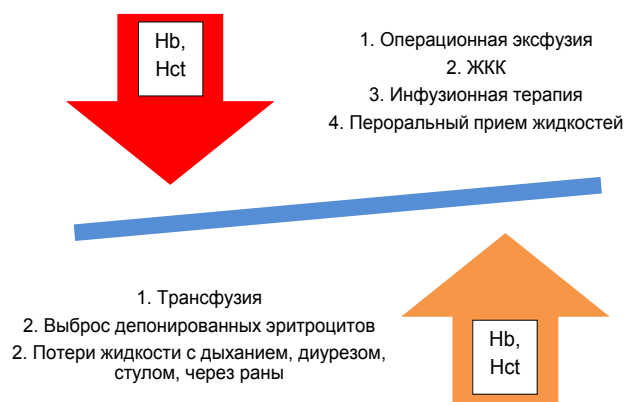 Hb,
Hct
1. Операционная эксфузия
2. ЖКК
3. Инфузионная терапия
4. Пероральный прием жидкостей
1. Трансфузия
2. Выброс депонированных эритроцитов
2. Потери жидкости с дыханием, диурезом,
стулом, через раны
Hb,
Hct